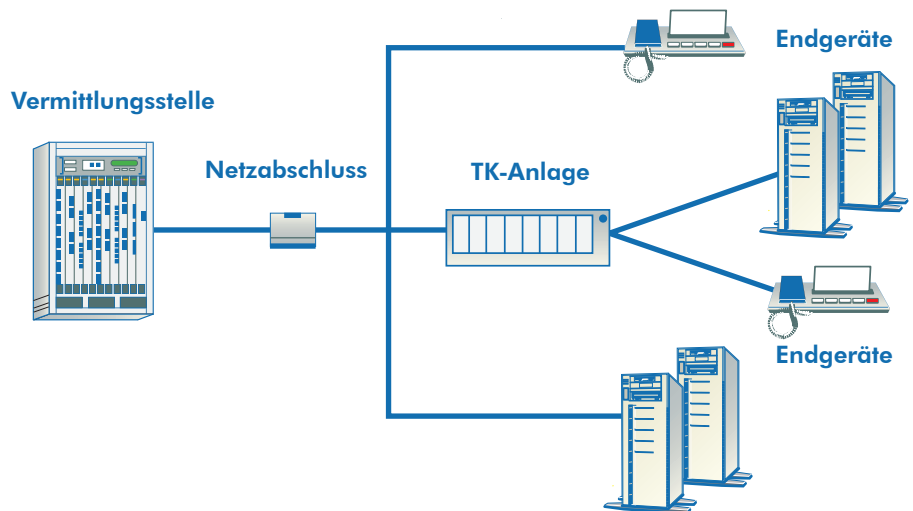 Endgeräte
Vermittlungsstelle
Netzabschluss
TK-Anlage
Endgeräte